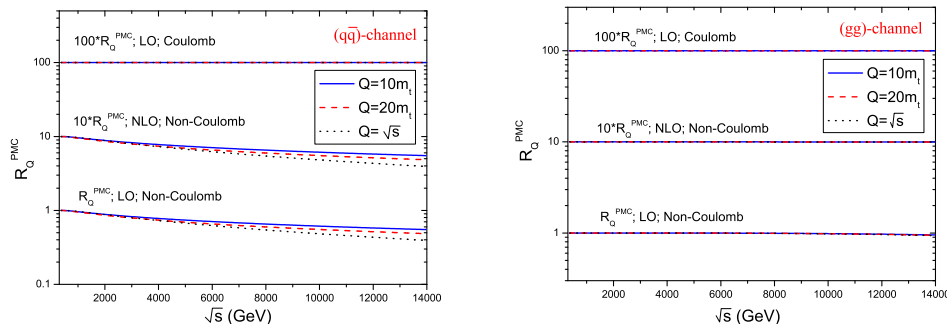 100*R_Q^PMC; LO; Coulomb
(qq̄)-channel
Q=10m_t
Q=20m_t
Q=√s
10*R_Q^PMC; NLO; Non-Coulomb
R_Q^PMC; LO; Non-Coulomb
R_Q^PMC
100
10
1
0.1
2000 4000 6000 8000 10000 12000 14000
√s (GeV)
100*R_Q^PMC; LO; Coulomb
(gg)-channel
Q=10m_t
Q=20m_t
Q=√s
10*R_Q^PMC; NLO; Non-Coulomb
R_Q^PMC; LO; Non-Coulomb
R_Q^PMC
100
10
1
2000 4000 6000 8000 10000 12000 14000
√s (GeV)